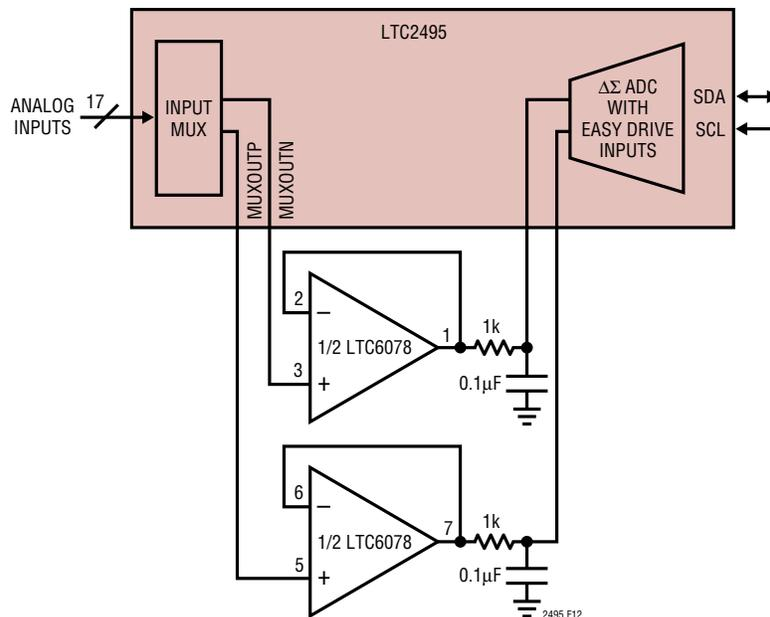 LTC2495
17
ANALOG
INPUTS
INPUT
MUX
MUXOUTP
MUXOUTN
ΔΣ ADC
WITH
EASY DRIVE
INPUTS
SDA
SCL
2
–
1/2 LTC6078
3
+
1
1k
0.1µF
6
–
1/2 LTC6078
5
+
7
1k
0.1µF
2495 F12